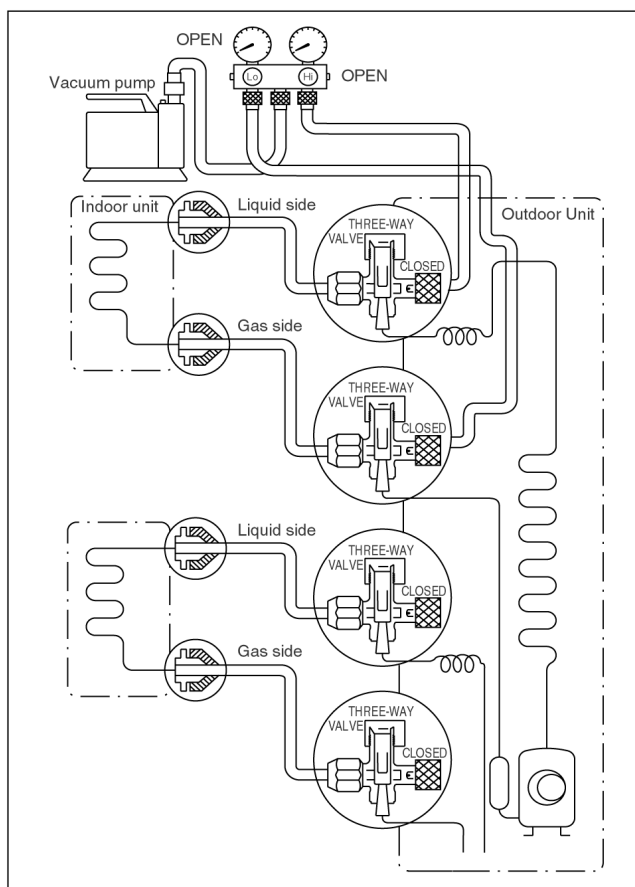 OPEN
Lo
Hi
OPEN
Vacuum pump
Indoor unit
Liquid side
Outdoor Unit
THREE-WAY
VALVE
CLOSED
Gas side
THREE-WAY
VALVE
CLOSED
Liquid side
THREE-WAY
VALVE
CLOSED
Gas side
THREE-WAY
VALVE
CLOSED